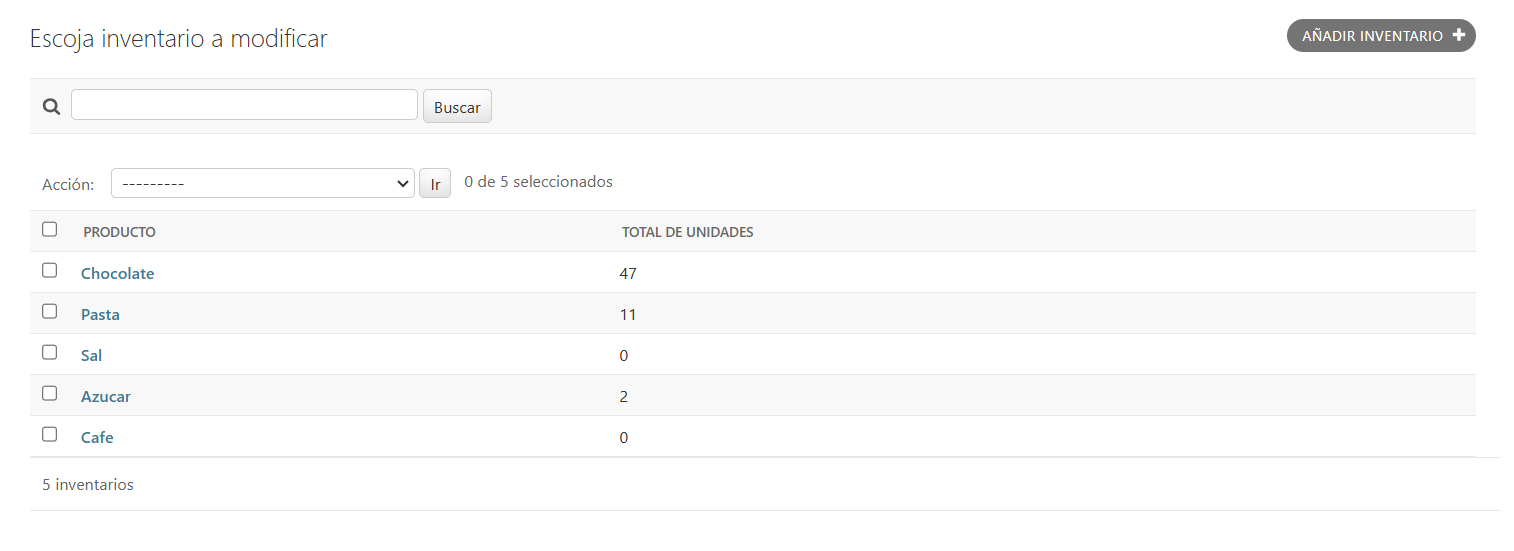 Escoja inventario a modificar
AÑADIR INVENTARIO
Buscar
Acción: --------- Ir 0 de 5 seleccionados
PRODUCTO TOTAL DE UNIDADES
Chocolate 47
Pasta 11
Sal 0
Azucar 2
Cafe 0
5 inventarios